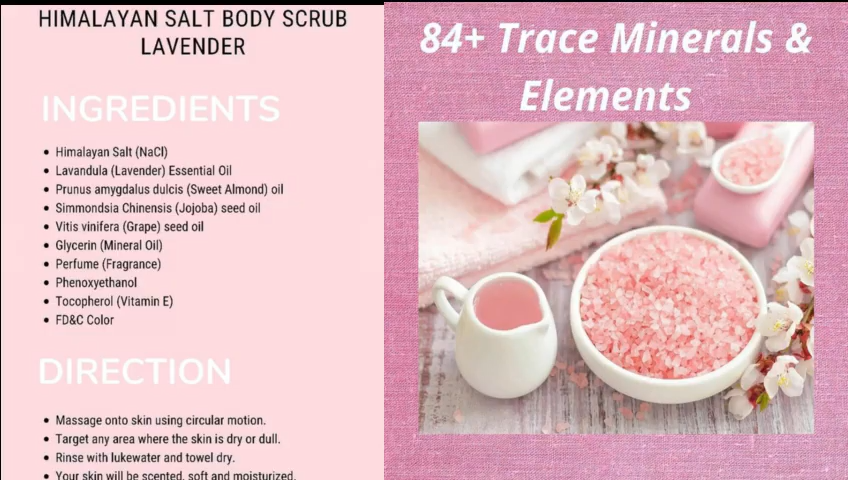 HIMALAYAN SALT BODY SCRUB
LAVENDER
INGREDIENTS
Himalayan Salt (NaCl)
Lavandula (Lavender) Essential Oil
Prunus amygdalus dulcis (Sweet Almond) oil
Simmondsia Chinensis (Jojoba) seed oil
Vitis vinifera (Grape) seed oil
Glycerin (Mineral Oil)
Perfume (Fragrance)
Phenoxyethanol
Tocopherol (Vitamin E)
FD&C Color
DIRECTION
Massage onto skin using circular motion.
Target any area where the skin is dry or dull.
Rinse with lukewater and towel dry.
Your skin will be scented, soft and moisturized.
84+ Trace Minerals &
Elements